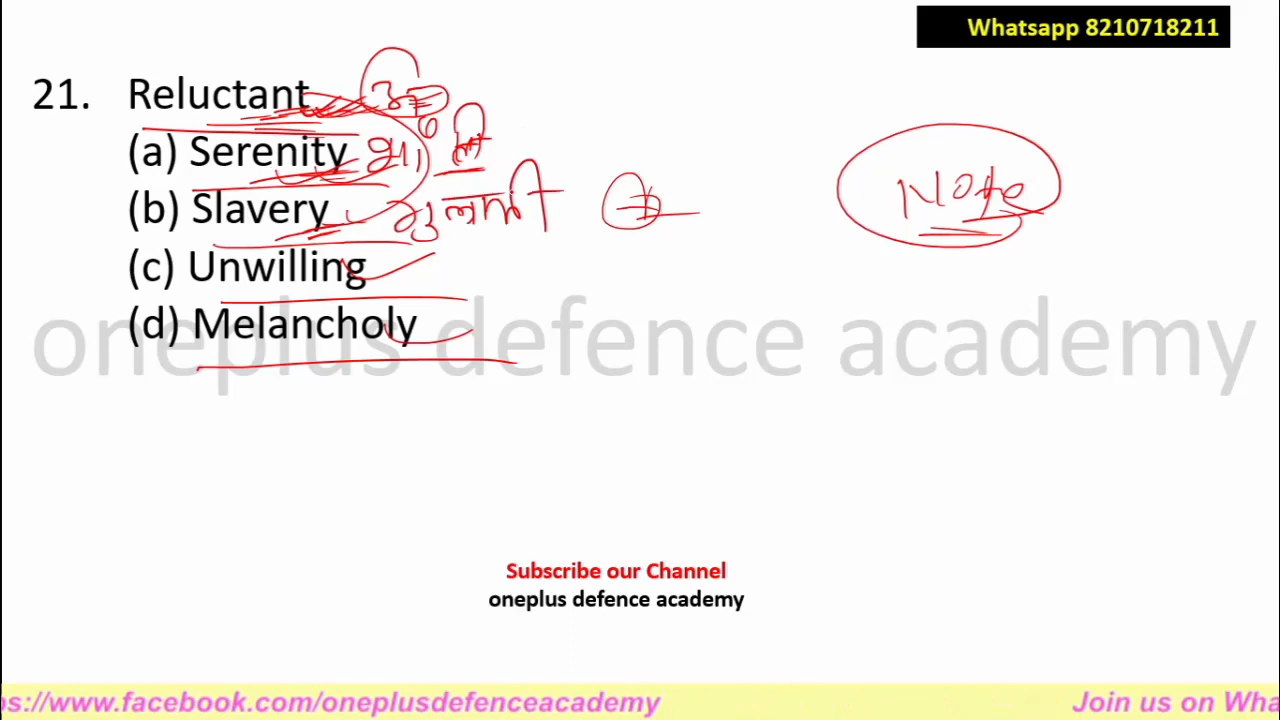 Whatsapp 8210718211
21. Reluctant
(a) Serenity
(b) Slavery गुलामी
(c) Unwilling
(d) Melancholy
Note
oneplus defence academy
Subscribe our Channel
oneplus defence academy
ps://www.facebook.com/oneplusdefenceacademy Join us on Wha